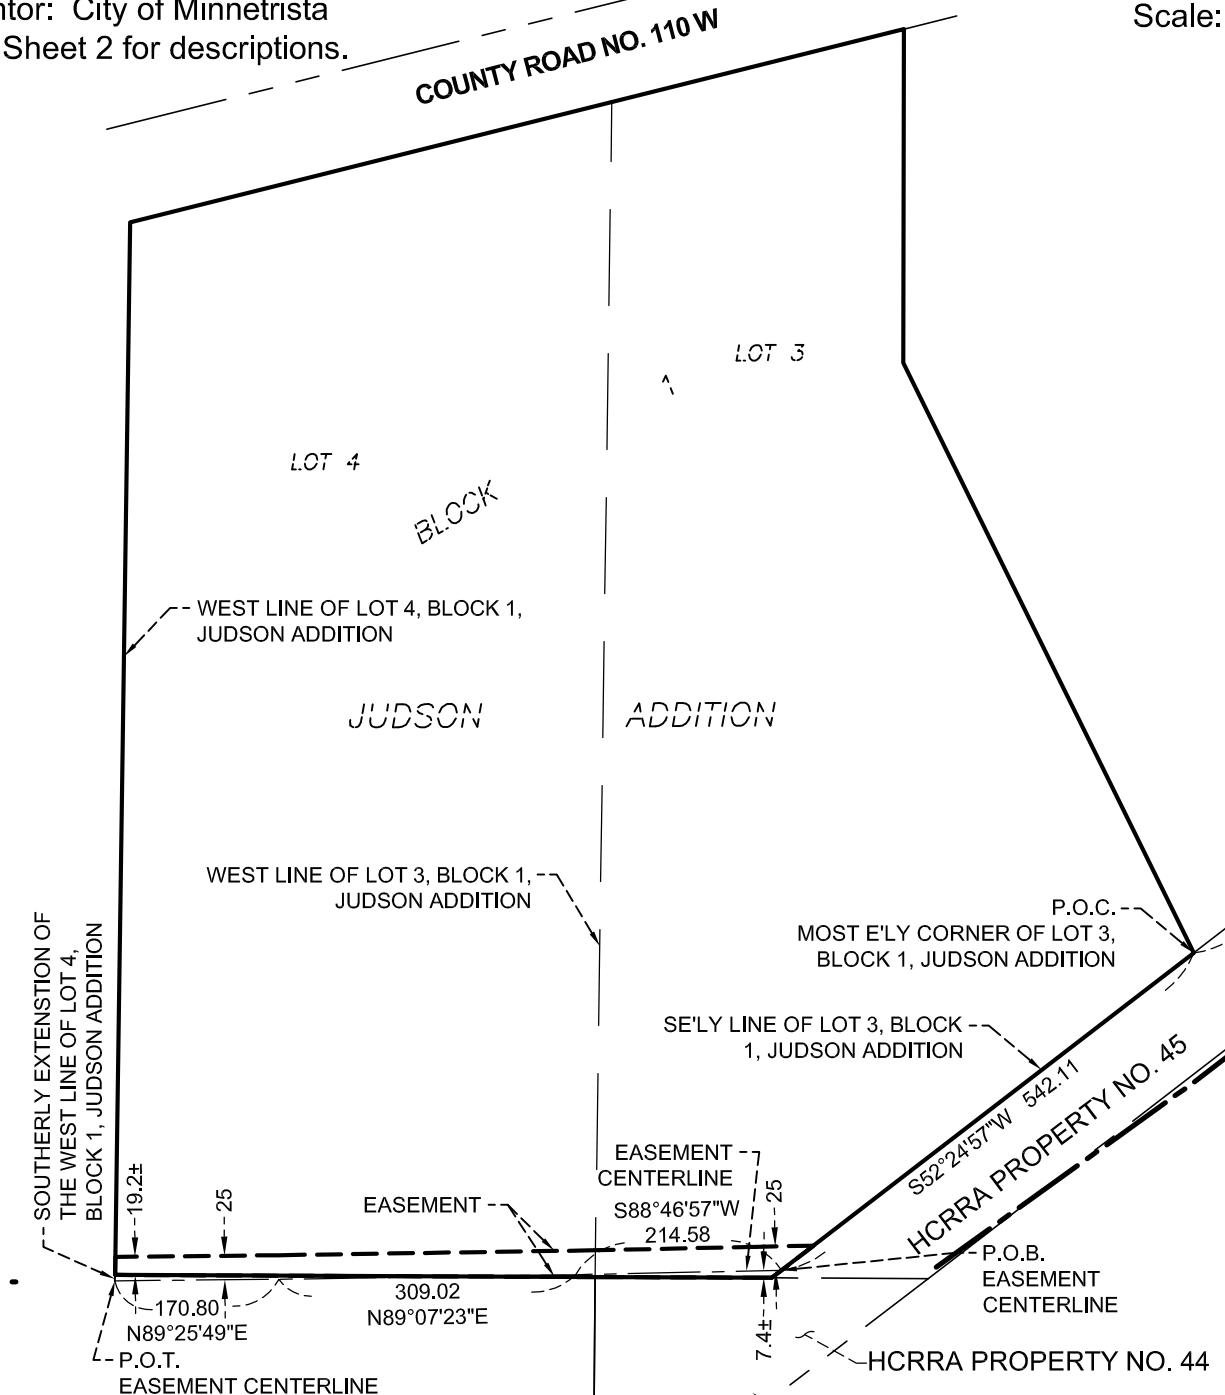 ntor: City of Minnetrista
Sheet 2 for descriptions.
Scale:
COUNTY ROAD NO. 110 W
LOT 3
1
LOT 4
BLOCK
WEST LINE OF LOT 4, BLOCK 1,
JUDSON ADDITION
JUDSON ADDITION
WEST LINE OF LOT 3, BLOCK 1,
JUDSON ADDITION
P.O.C.
MOST E'LY CORNER OF LOT 3,
BLOCK 1, JUDSON ADDITION
SE'LY LINE OF LOT 3, BLOCK
1, JUDSON ADDITION
SOUTHERLY EXTENSTION OF
THE WEST LINE OF LOT 4,
BLOCK 1, JUDSON ADDITION
S52°24'57"W 542.11
HCRRA PROPERTY NO. 45
EASEMENT
CENTERLINE
19.2±
25
EASEMENT
S88°46'57"W
214.58
25
P.O.B.
EASEMENT
CENTERLINE
170.80
N89°25'49"E
309.02
N89°07'23"E
7.4±
P.O.T.
EASEMENT CENTERLINE
HCRRA PROPERTY NO. 44